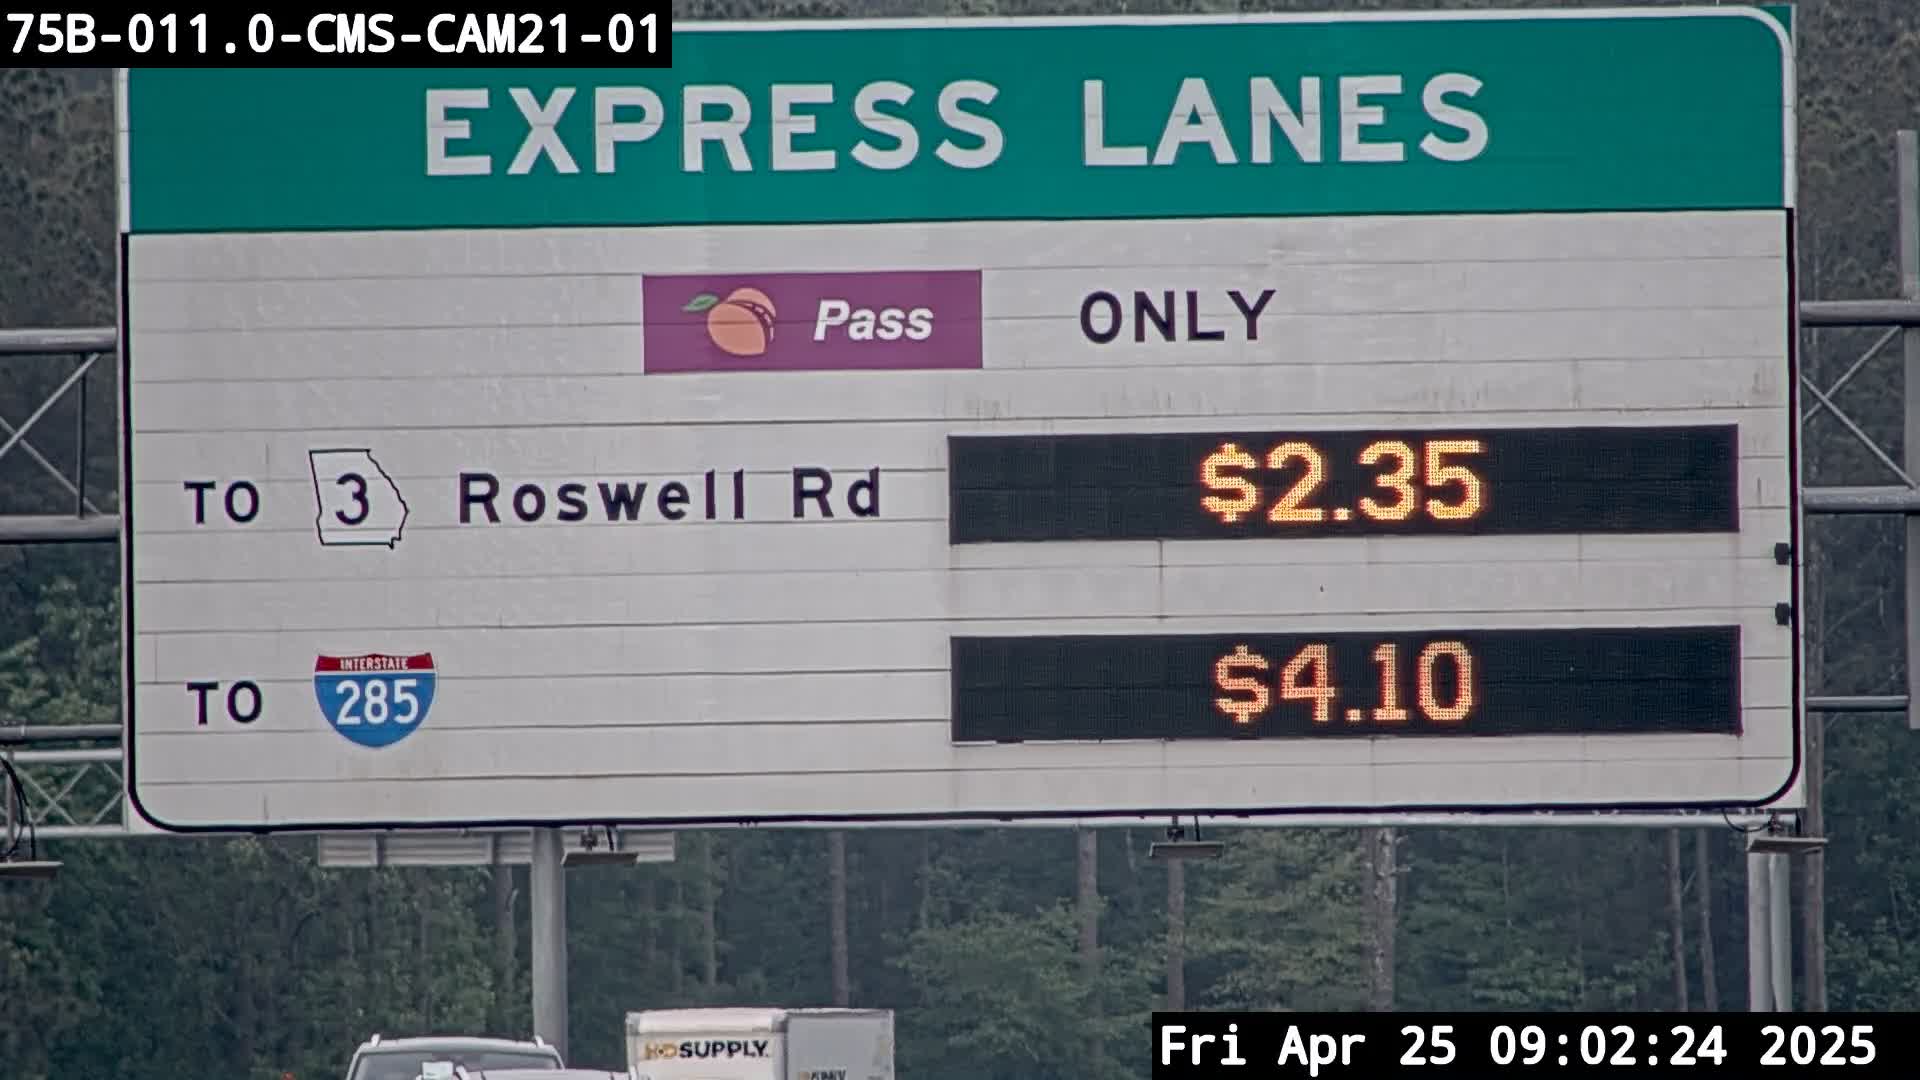 75B-011.0-CMS-CAM21-01
EXPRESS LANES
Pass ONLY
TO 3 Roswell Rd $2.35
INTERSTATE
TO 285 $4.10
HDSUPPLY.
Fri Apr 25 09:02:24 2025